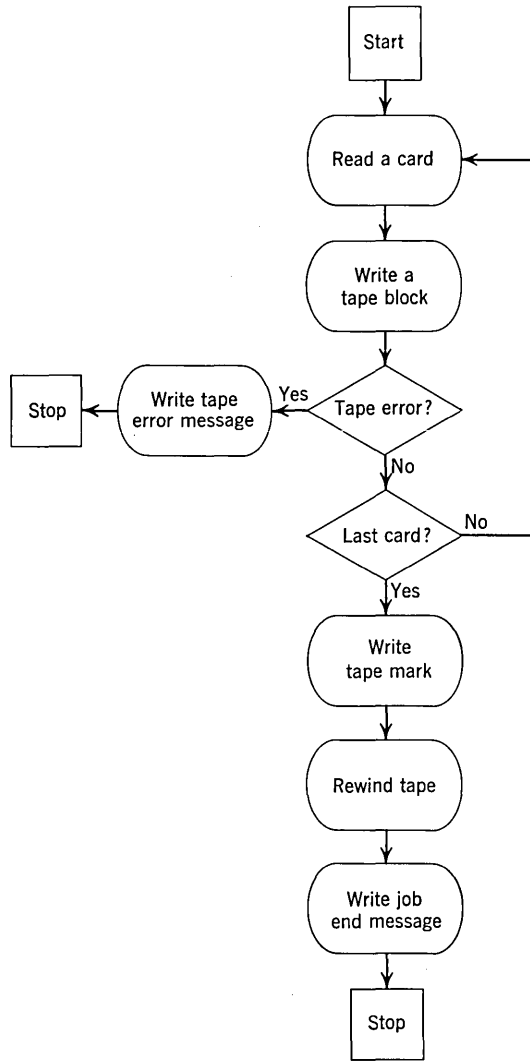 Start
Read a card
Write a
tape block
Tape error?
Yes
Write tape
error message
Stop
No
Last card?
No
Yes
Write
tape mark
Rewind tape
Write job
end message
Stop